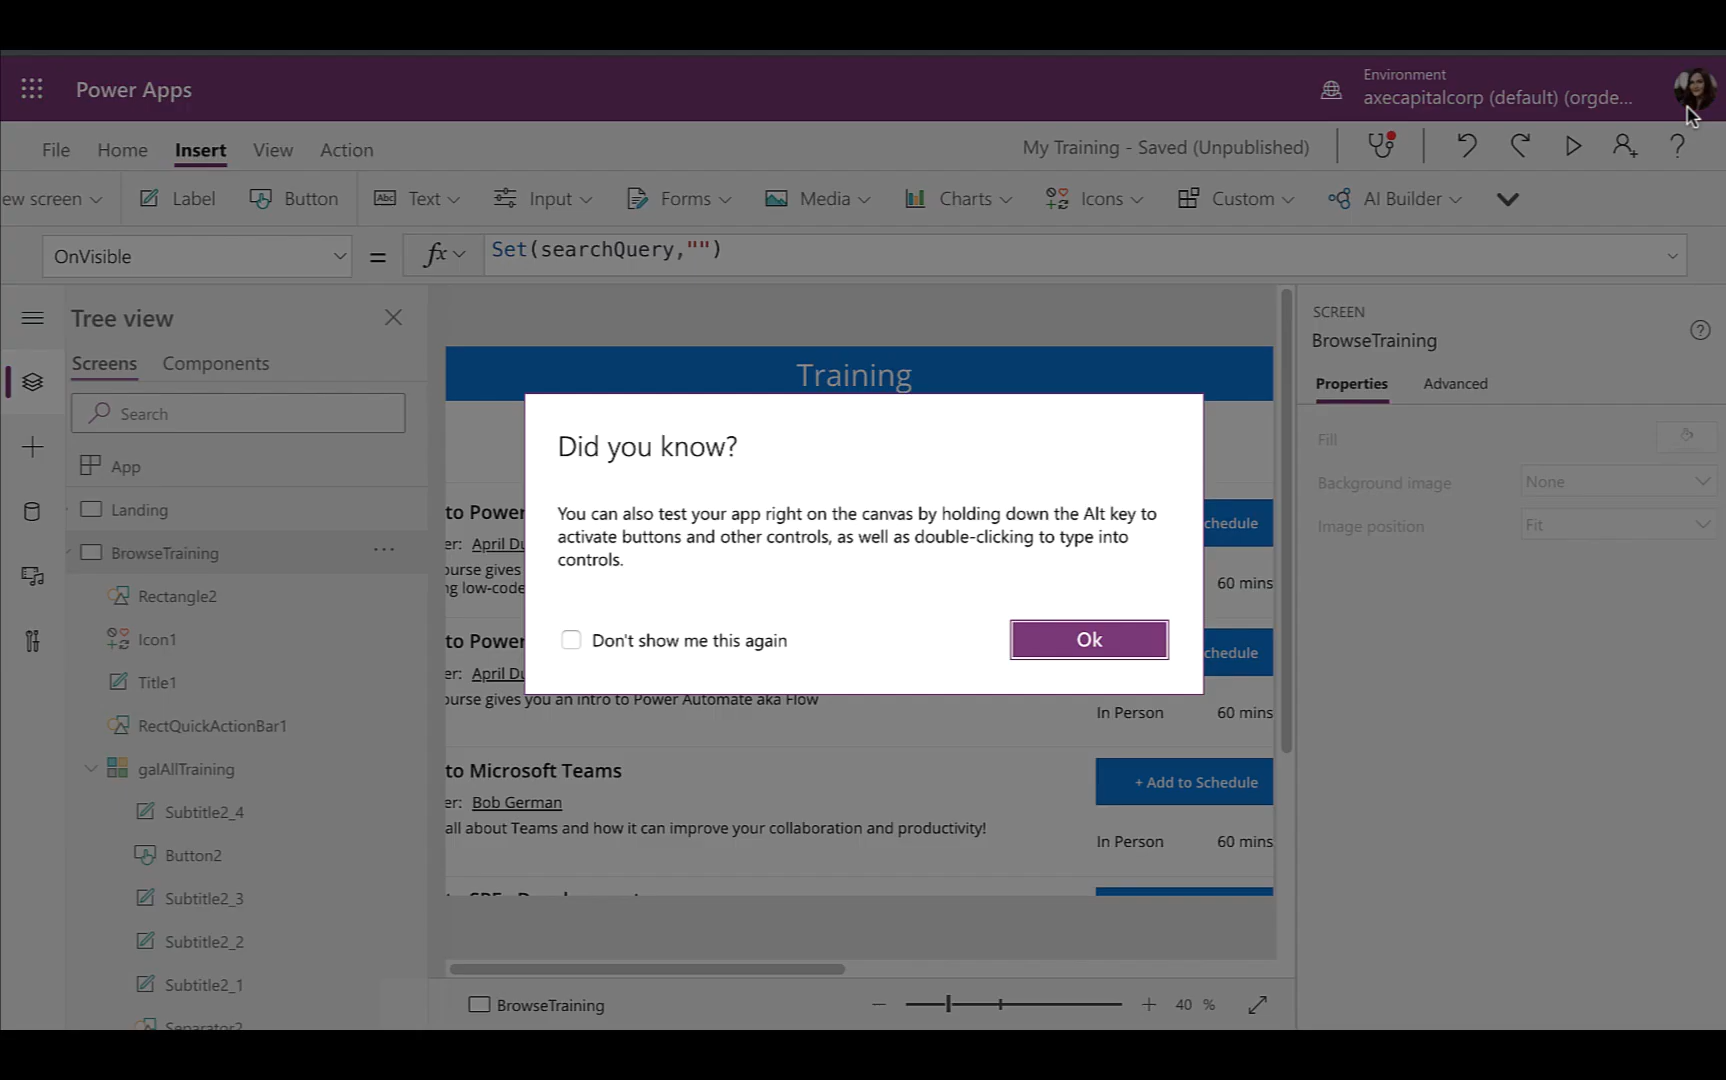 Power Apps
Environment
axecapitalcorp (default) (orgde...
File Home Insert View Action
My Training - Saved (Unpublished)
ew screen Label Button Text Input Forms Media Charts Icons Custom AI Builder
OnVisible = fx Set(searchQuery,"")
Tree view
Screens Components
Search
App
Landing
BrowseTraining ...
Rectangle2
Icon1
Title1
RectQuickActionBar1
galAllTraining
Subtitle2_4
Button2
Subtitle2_3
Subtitle2_2
Subtitle2_1
Separator2
Training
to Power
er: April Du
urse gives
ng low-code
chedule
60 mins
to Power
er: April Du
urse gives you an intro to Power Automate aka Flow
chedule
In Person 60 mins
to Microsoft Teams
er: Bob German
all about Teams and how it can improve your collaboration and productivity!
+ Add to Schedule
In Person 60 mins
Did you know?
You can also test your app right on the canvas by holding down the Alt key to
activate buttons and other controls, as well as double-clicking to type into
controls.
Don't show me this again
Ok
BrowseTraining
40 %
SCREEN
BrowseTraining
Properties Advanced
Fill
Background image None
Image position Fit